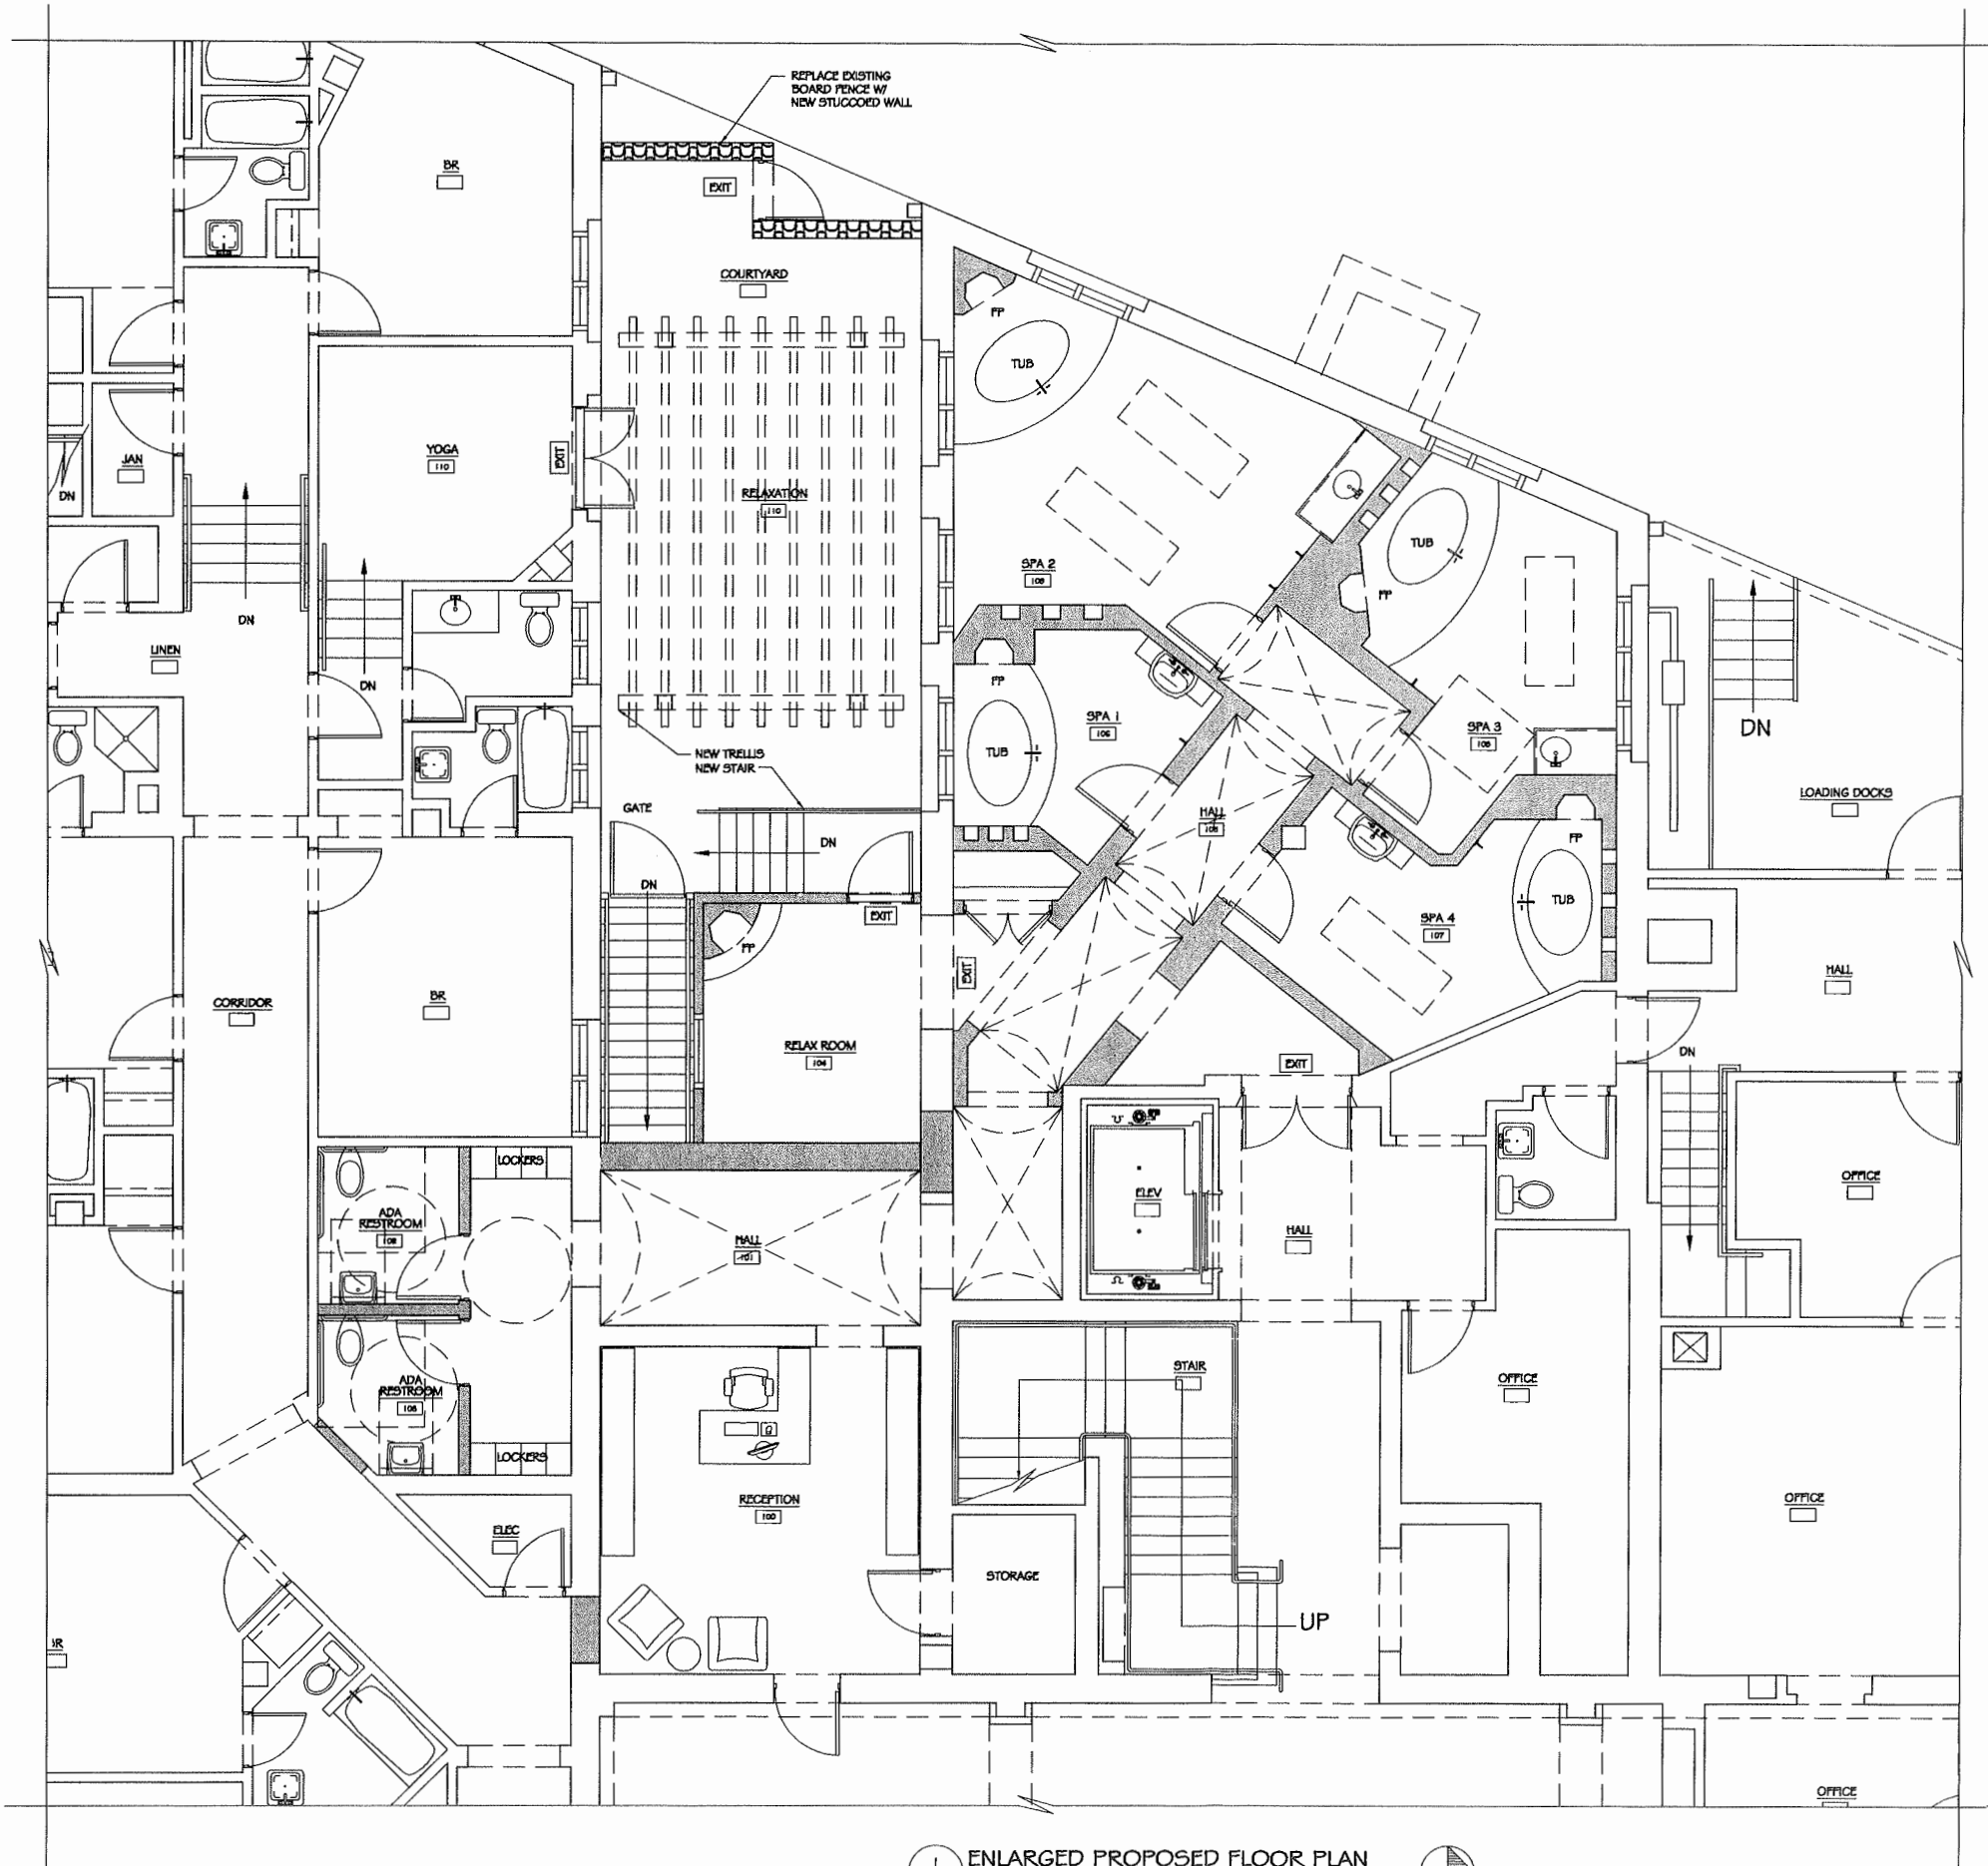 REPLACE EXISTING
BOARD FENCE W/
NEW STUCCOED WALL
BR
EXIT
COURTYARD
FP
TUB
YOGA
110
EXIT
JAN
DN
RELAXATION
110
TUB
SPA 2
FP
DN
LINEN
DN
FP
SPA 1
106
TUB
SPA 3
DN
NEW TRELLIS
NEW STAIR
GATE
HALL
LOADING DOCKS
DN
FP
DN
EXIT
FP
TUB
SPA 4
107
EXIT
HALL
BR
CORRIDOR
RELAX ROOM
104
DN
EXIT
LOCKERS
OFFICE
ELEV
ADA
RESTROOM
HALL
101
HALL
STAIR
OFFICE
ADA
RESTROOM
LOCKERS
RECEPTION
100
OFFICE
ELEC
STORAGE
UP
OFFICE
1
ENLARGED PROPOSED FLOOR PLAN